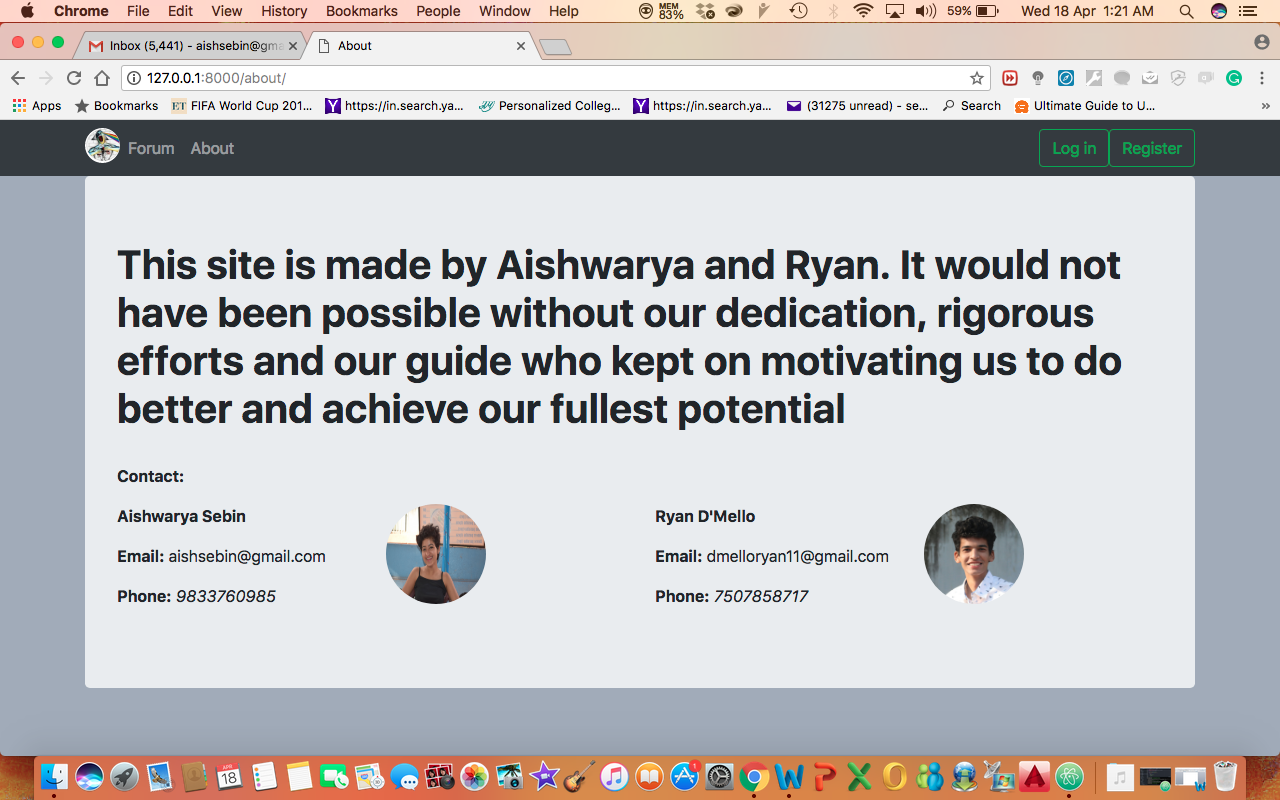 Chrome File Edit View History Bookmarks People Window Help MEM 83% 59% Wed 18 Apr 1:21 AM
Inbox (5,441) - aishsebin@gma
About
127.0.0.1:8000/about/
Apps Bookmarks ET FIFA World Cup 201... Y https://in.search.ya... Personalized Colleg... Y https://in.search.ya... (31275 unread) - se... Search Ultimate Guide to U... »
Forum About Log in Register
This site is made by Aishwarya and Ryan. It would not
have been possible without our dedication, rigorous
efforts and our guide who kept on motivating us to do
better and achieve our fullest potential
Contact:
Aishwarya Sebin
Email: aishsebin@gmail.com
Phone: 9833760985
Ryan D'Mello
Email: dmelloryan11@gmail.com
Phone: 7507858717
APR
18
1